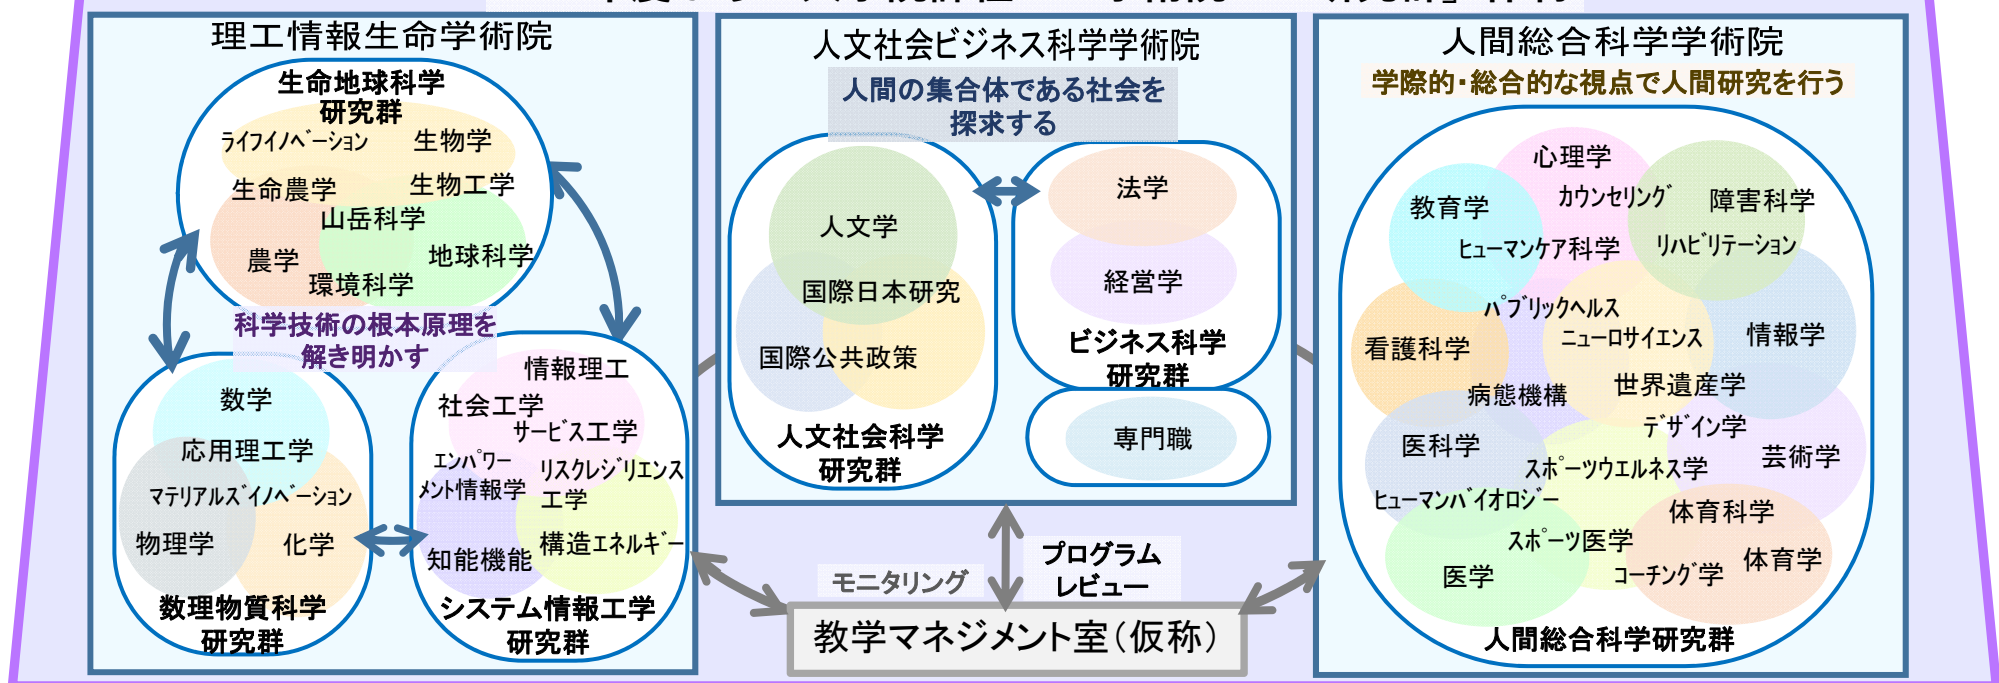 理工情報生命学術院
生命地球科学
研究群
ライフイノベーション
生物学
生命農学
生物工学
山岳科学
農学
地球科学
環境科学
科学技術の根本原理を
解き明かす
数学
応用理工学
マテリアルズイノベーション
物理学
化学
数理物質科学
研究群
情報理工
社会工学
サービス工学
エンパワー
メント情報学
リスクレジリエンス
工学
知能機能
構造エネルギー
システム情報工学
研究群
人文社会ビジネス科学学術院
人間の集合体である社会を
探求する
人文学
国際日本研究
国際公共政策
人文社会科学
研究群
法学
経営学
ビジネス科学
研究群
専門職
モニタリング
プログラム
レビュー
教学マネジメント室(仮称)
人間総合科学学術院
学際的・総合的な視点で人間研究を行う
心理学
教育学
カウンセリング
障害科学
ヒューマンケア科学
リハビリテーション
パブリックヘルス
看護科学
ニューロサイエンス
情報学
病態機構
世界遺産学
デザイン学
医科学
スポーツウエルネス学
芸術学
ヒューマンバイオロジー
体育科学
スポーツ医学
医学
コーチング学
体育学
人間総合科学研究群